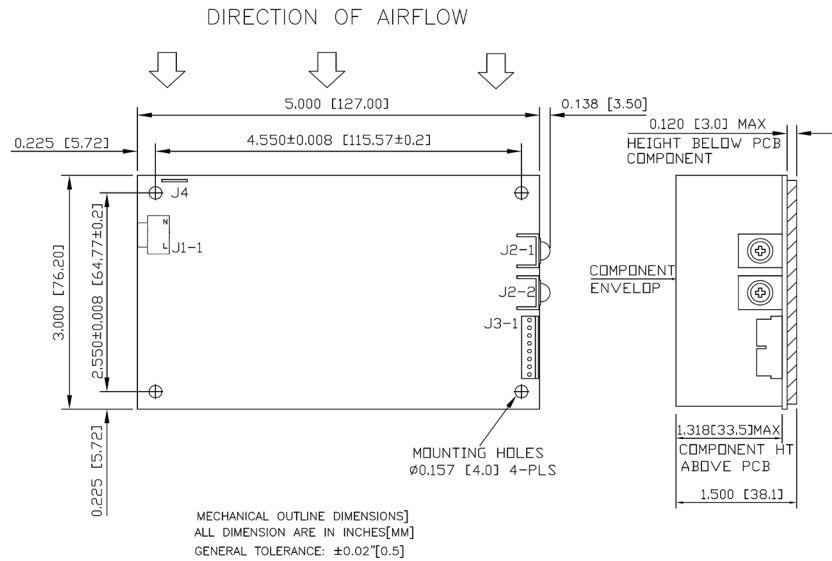 DIRECTION OF AIRFLOW
5.000 [127.00]
0.138 [3.50]
0.225 [5.72]
4.550±0.008 [115.57±0.2]
0.120 [3.0] MAX
HEIGHT BELOW PCB
COMPONENT
J4
N
L
J1-1
3.000 [76.20]
2.550±0.008 [64.77±0.2]
J2-1
J2-2
J3-1
COMPONENT
ENVELOP
0.225 [5.72]
MOUNTING HOLES
Ø0.157 [4.0] 4-PLS
1.318[33.5]MAX
COMPONENT HT
ABOVE PCB
1.500 [38.1]
MECHANICAL OUTLINE DIMENSIONS]
ALL DIMENSION ARE IN INCHES[MM]
GENERAL TOLERANCE: ±0.02"[0.5]